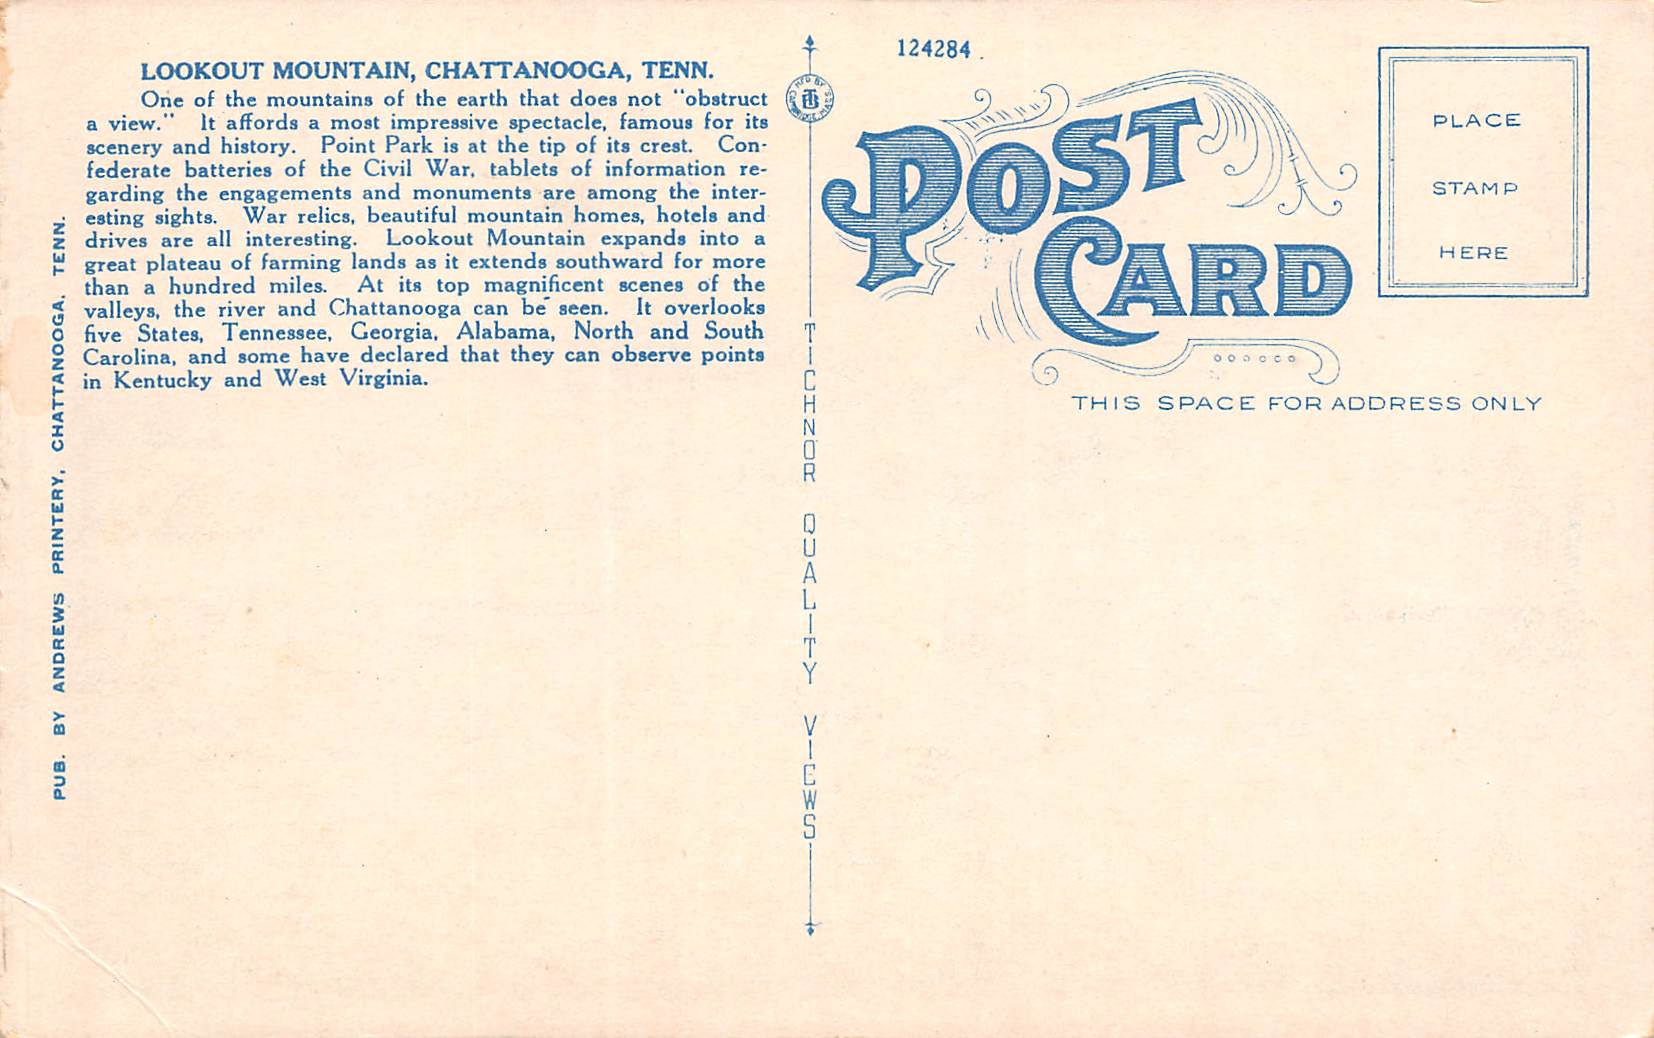 LOOKOUT MOUNTAIN, CHATTANOOGA, TENN.
One of the mountains of the earth that does not "obstruct
a view." It affords a most impressive spectacle, famous for its
scenery and history. Point Park is at the tip of its crest. Con-
federate batteries of the Civil War, tablets of information re-
garding the engagements and monuments are among the inter-
esting sights. War relics, beautiful mountain homes, hotels and
drives are all interesting. Lookout Mountain expands into a
great plateau of farming lands as it extends southward for more
than a hundred miles. At its top magnificent scenes of the
valleys, the river and Chattanooga can be seen. It overlooks
five States, Tennessee, Georgia, Alabama, North and South
Carolina, and some have declared that they can observe points
in Kentucky and West Virginia.
PUB. BY ANDREWS PRINTERY, CHATTANOOGA, TENN.
MFD BY
TB
CAMBRIDGE, MASS
TICHNOR QUALITY VIEWS
124284.
POST
CARD
PLACE
STAMP
HERE
THIS SPACE FOR ADDRESS ONLY